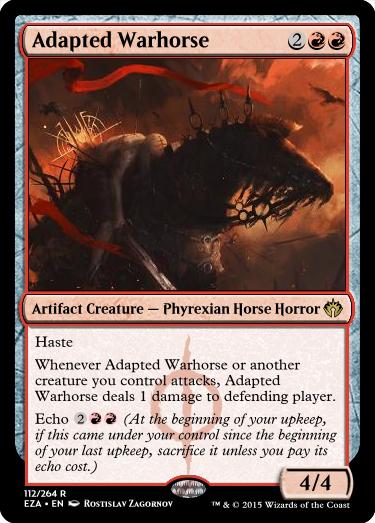 Adapted Warhorse 2
Artifact Creature — Phyrexian Horse Horror
Haste
Whenever Adapted Warhorse or another
creature you control attacks, Adapted
Warhorse deals 1 damage to defending player.
Echo 2 (At the beginning of your upkeep,
if this came under your control since the beginning
of your last upkeep, sacrifice it unless you pay its
echo cost.)
4/4
112/264 R
EZA • EN Rostislav Zagornov
™ & © 2015 Wizards of the Coast